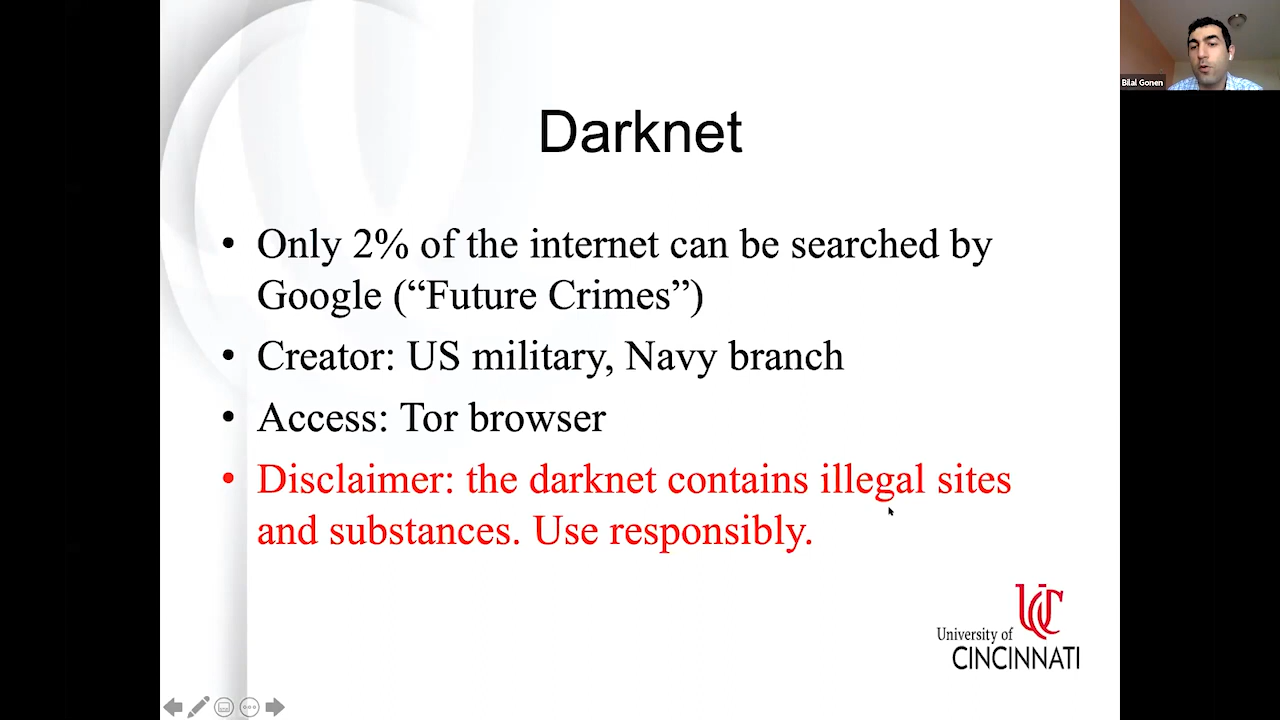 Bilal Gonen
Darknet
• Only 2% of the internet can be searched by
Google (“Future Crimes”)
• Creator: US military, Navy branch
• Access: Tor browser
• Disclaimer: the darknet contains illegal sites
and substances. Use responsibly.
UC
University of
CINCINNATI